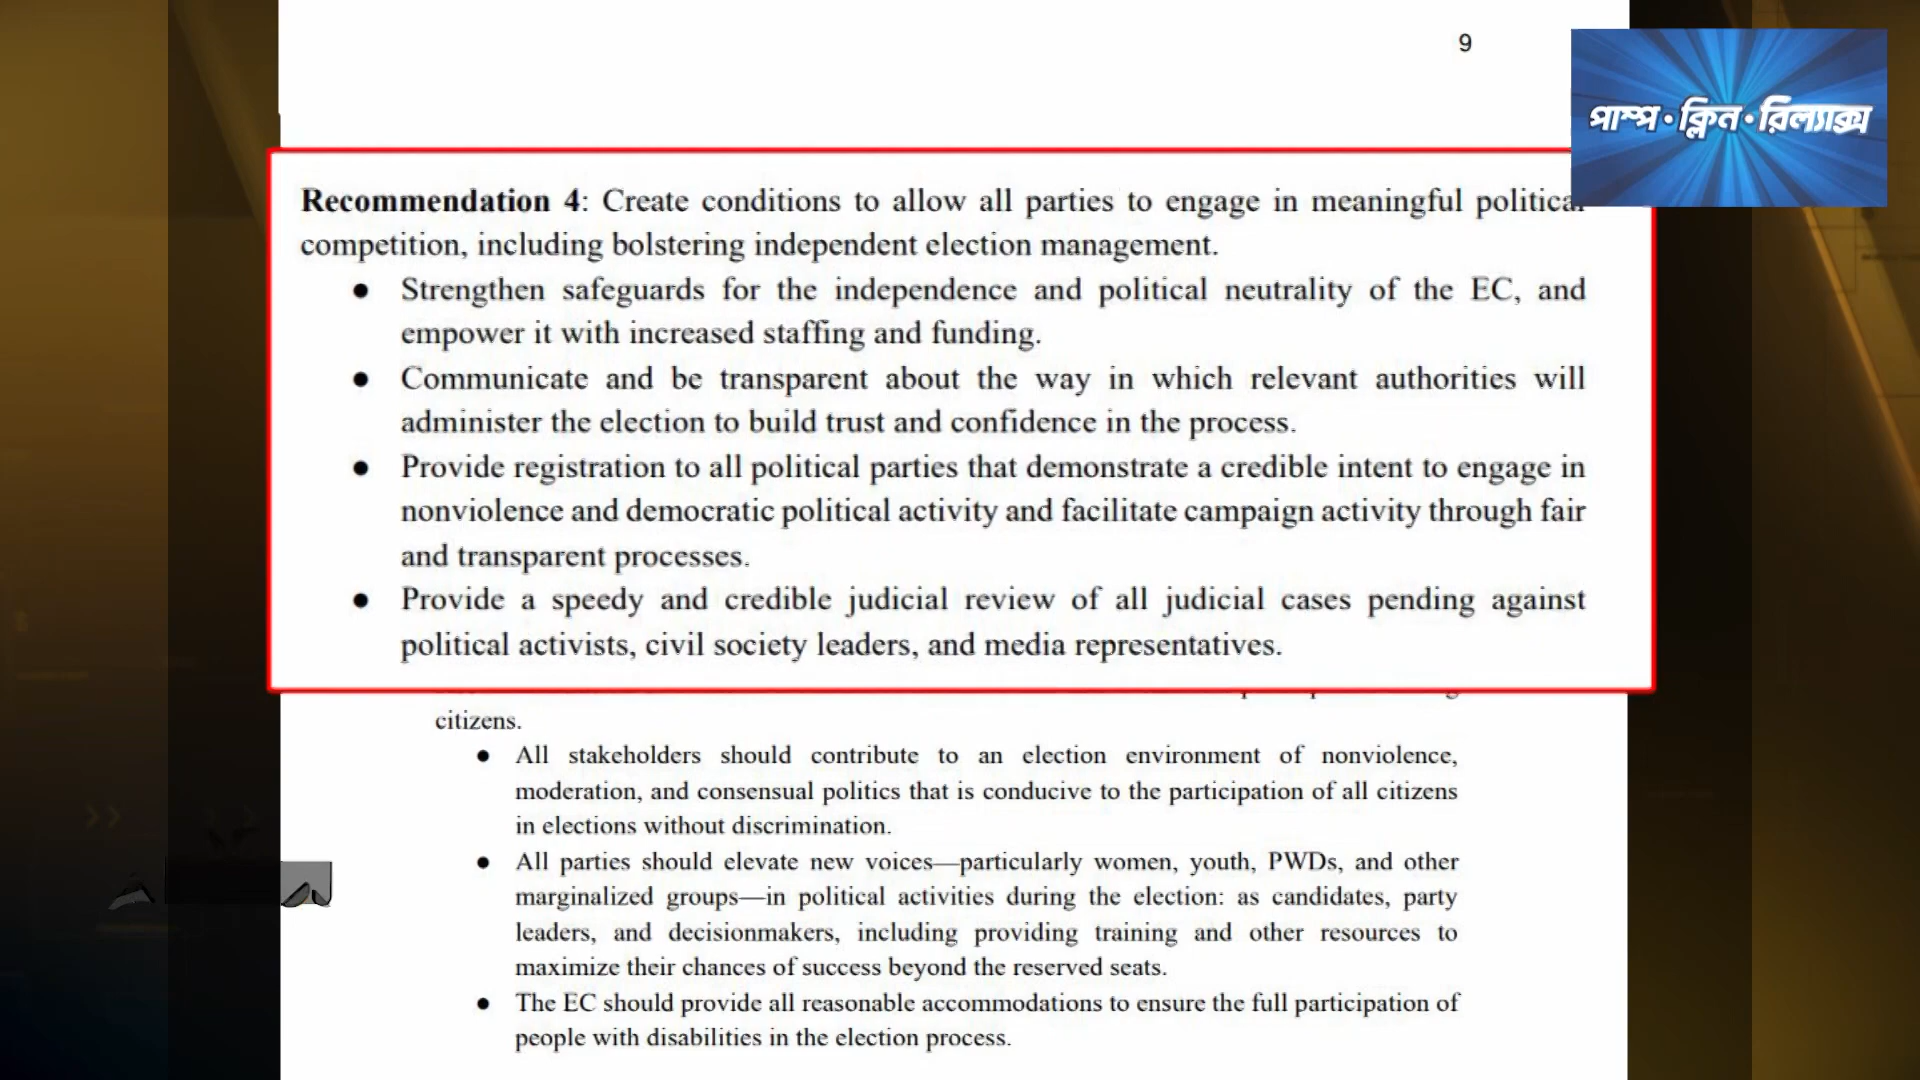 9
পাম্প • ক্লিন • রিল্যাক্স
Recommendation 4: Create conditions to allow all parties to engage in meaningful political
competition, including bolstering independent election management.
● Strengthen safeguards for the independence and political neutrality of the EC, and
empower it with increased staffing and funding.
● Communicate and be transparent about the way in which relevant authorities will
administer the election to build trust and confidence in the process.
● Provide registration to all political parties that demonstrate a credible intent to engage in
nonviolence and democratic political activity and facilitate campaign activity through fair
and transparent processes.
● Provide a speedy and credible judicial review of all judicial cases pending against
political activists, civil society leaders, and media representatives.
citizens.
● All stakeholders should contribute to an election environment of nonviolence,
moderation, and consensual politics that is conducive to the participation of all citizens
in elections without discrimination.
● All parties should elevate new voices—particularly women, youth, PWDs, and other
marginalized groups—in political activities during the election: as candidates, party
leaders, and decisionmakers, including providing training and other resources to
maximize their chances of success beyond the reserved seats.
● The EC should provide all reasonable accommodations to ensure the full participation of
people with disabilities in the election process.